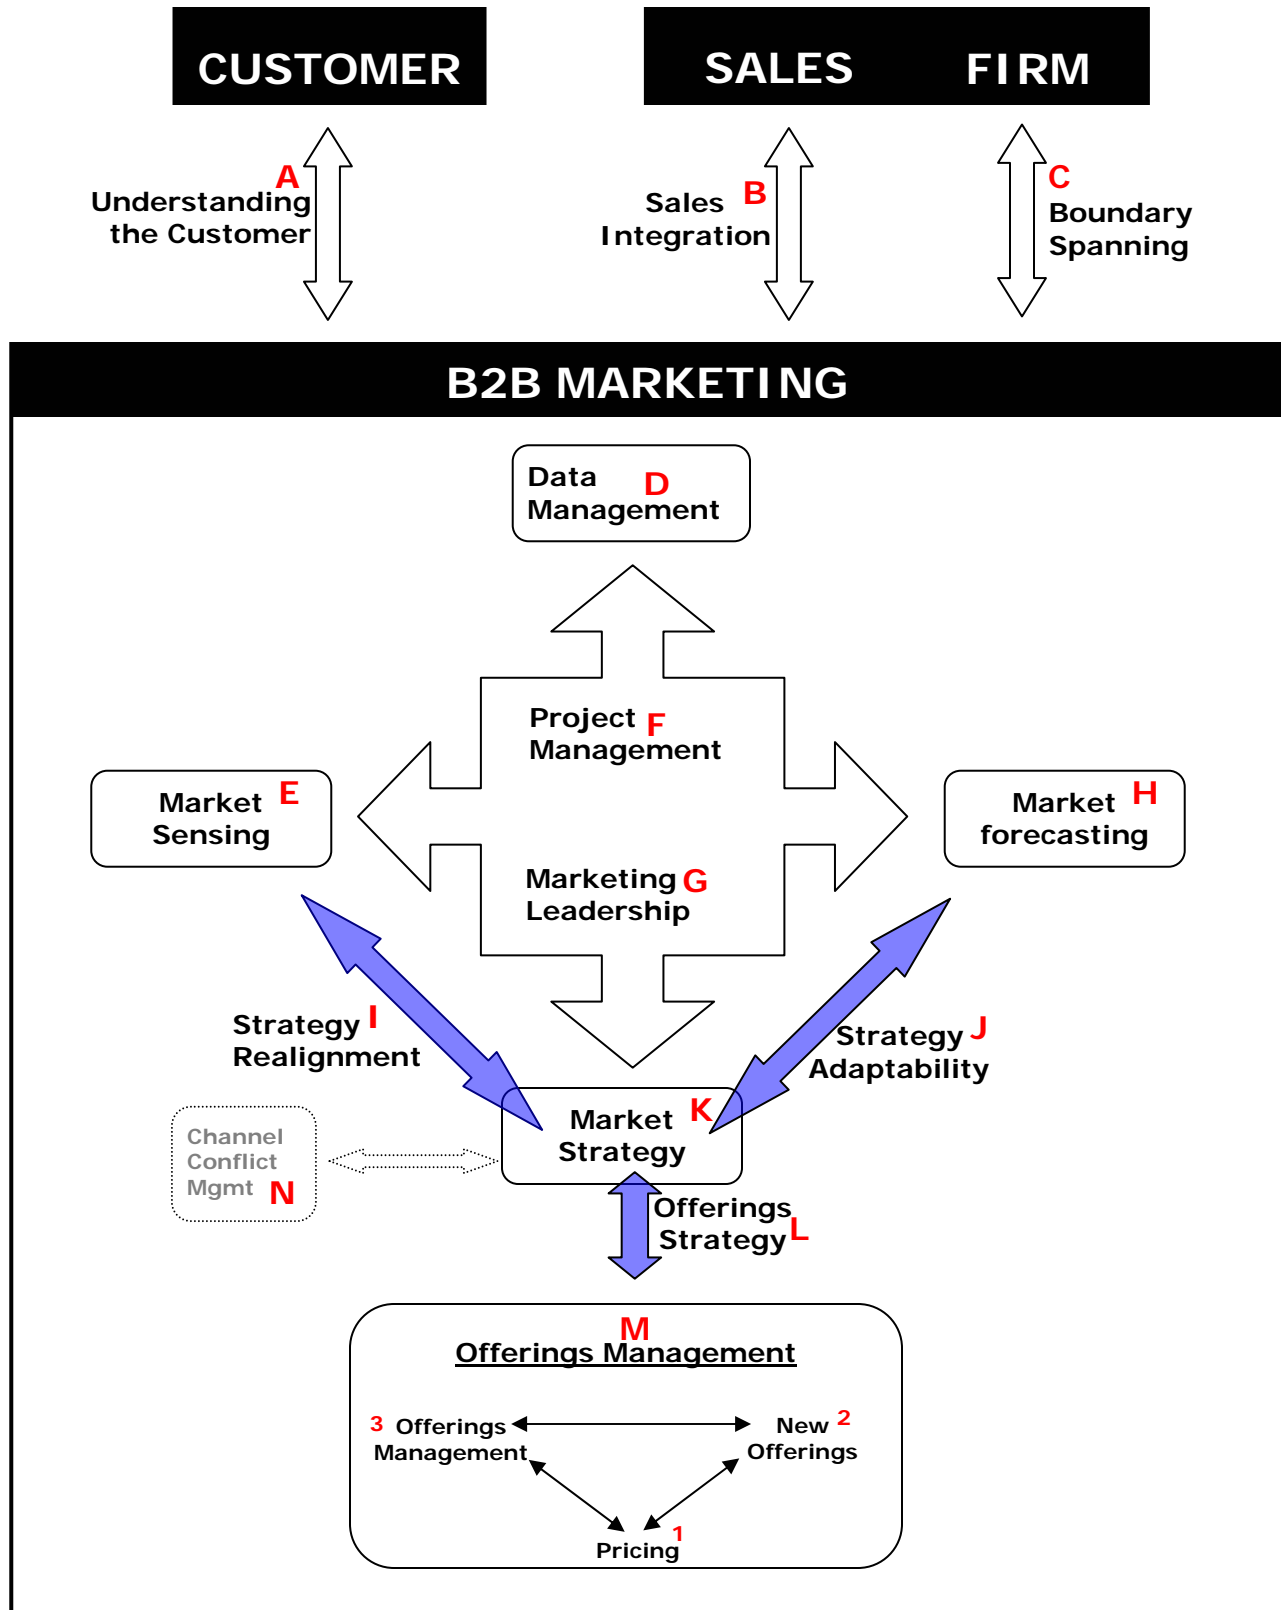 CUSTOMER
SALES FIRM
A
Understanding
the Customer
B
Sales
Integration
C
Boundary
Spanning
B2B MARKETING
Data D
Management
Project F
Management
Market E
Sensing
Market H
forecasting
Marketing G
Leadership
Strategy I
Realignment
Strategy J
Adaptability
Market K
Strategy
Channel
Conflict
Mgmt N
Offerings
Strategy L
M
Offerings Management
3 Offerings
Management
New 2
Offerings
Pricing 1